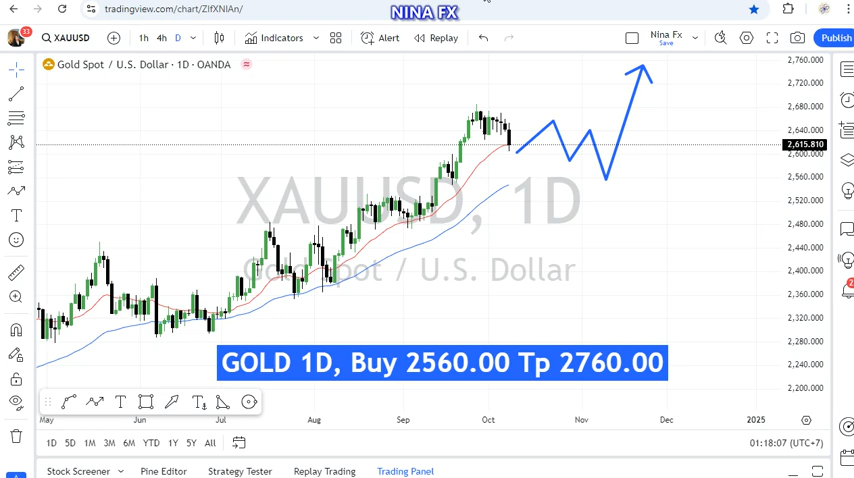 tradingview.com/chart/ZIfXNIAn/
NINA FX
33
XAUUSD
1h 4h D
Indicators
Alert
Replay
Nina Fx
Save
Publish
Gold Spot / U.S. Dollar · 1D · OANDA
2,760.000
2,720.000
2,680.000
2,640.000
2,615.810
2,600.000
2,560.000
2,520.000
2,480.000
2,440.000
2,400.000
2,360.000
2,320.000
2,280.000
2,240.000
2,200.000
XAUUSD, 1D
Gold Spot / U.S. Dollar
GOLD 1D, Buy 2560.00 Tp 2760.00
May Jun Jul Aug Sep Oct Nov Dec 2025
1D 5D 1M 3M 6M YTD 1Y 5Y All
01:18:07 (UTC+7)
Stock Screener Pine Editor Strategy Tester Replay Trading Trading Panel